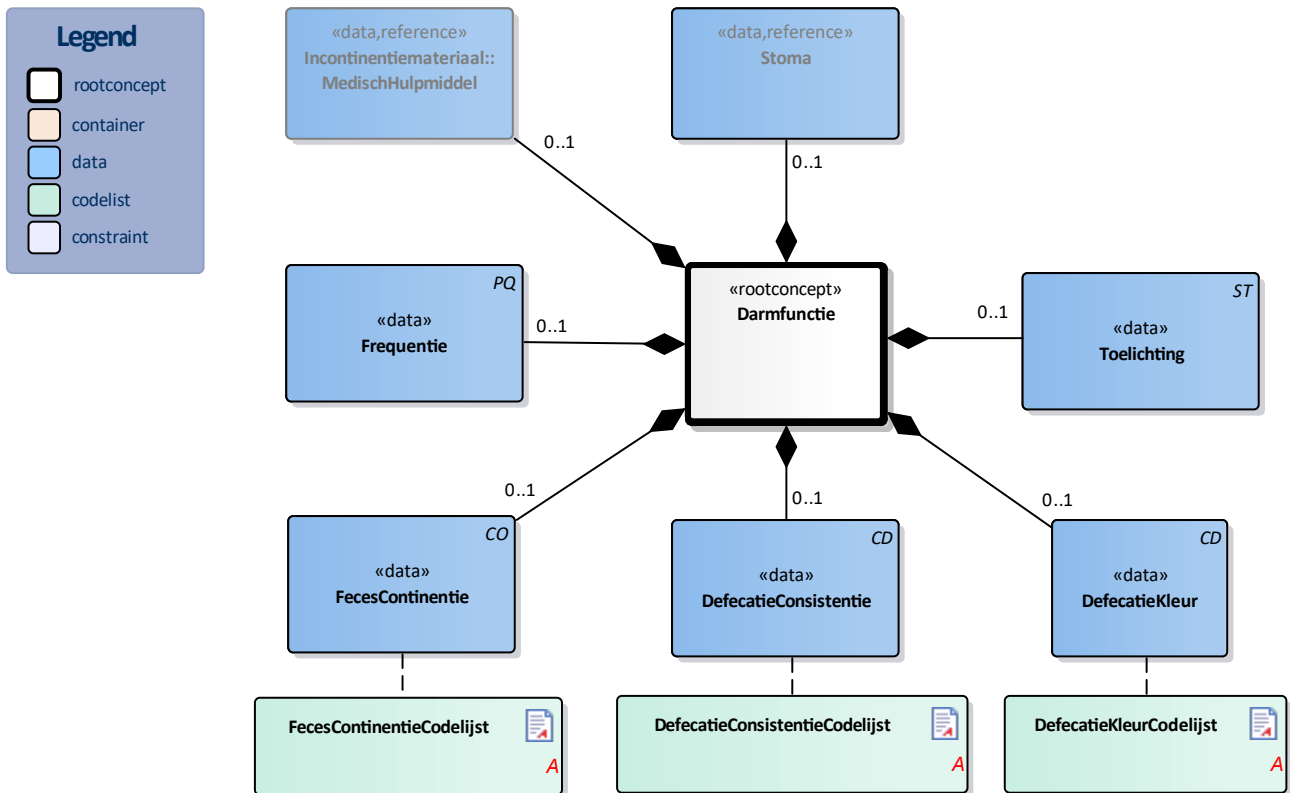 Legend
rootconcept
container
data
codelist
constraint
«data,reference»
Incontinentiemateriaal::
MedischHulpmiddel
«data,reference»
Stoma
0..1
0..1
PQ
«data»
Frequentie
0..1
«rootconcept»
Darmfunctie
0..1
ST
«data»
Toelichting
0..1
0..1
0..1
CO
«data»
FecesContinentie
CD
«data»
DefecatieConsistentie
CD
«data»
DefecatieKleur
FecesContinentieCodelijst
A
DefecatieConsistentieCodelijst
A
DefecatieKleurCodelijst
A